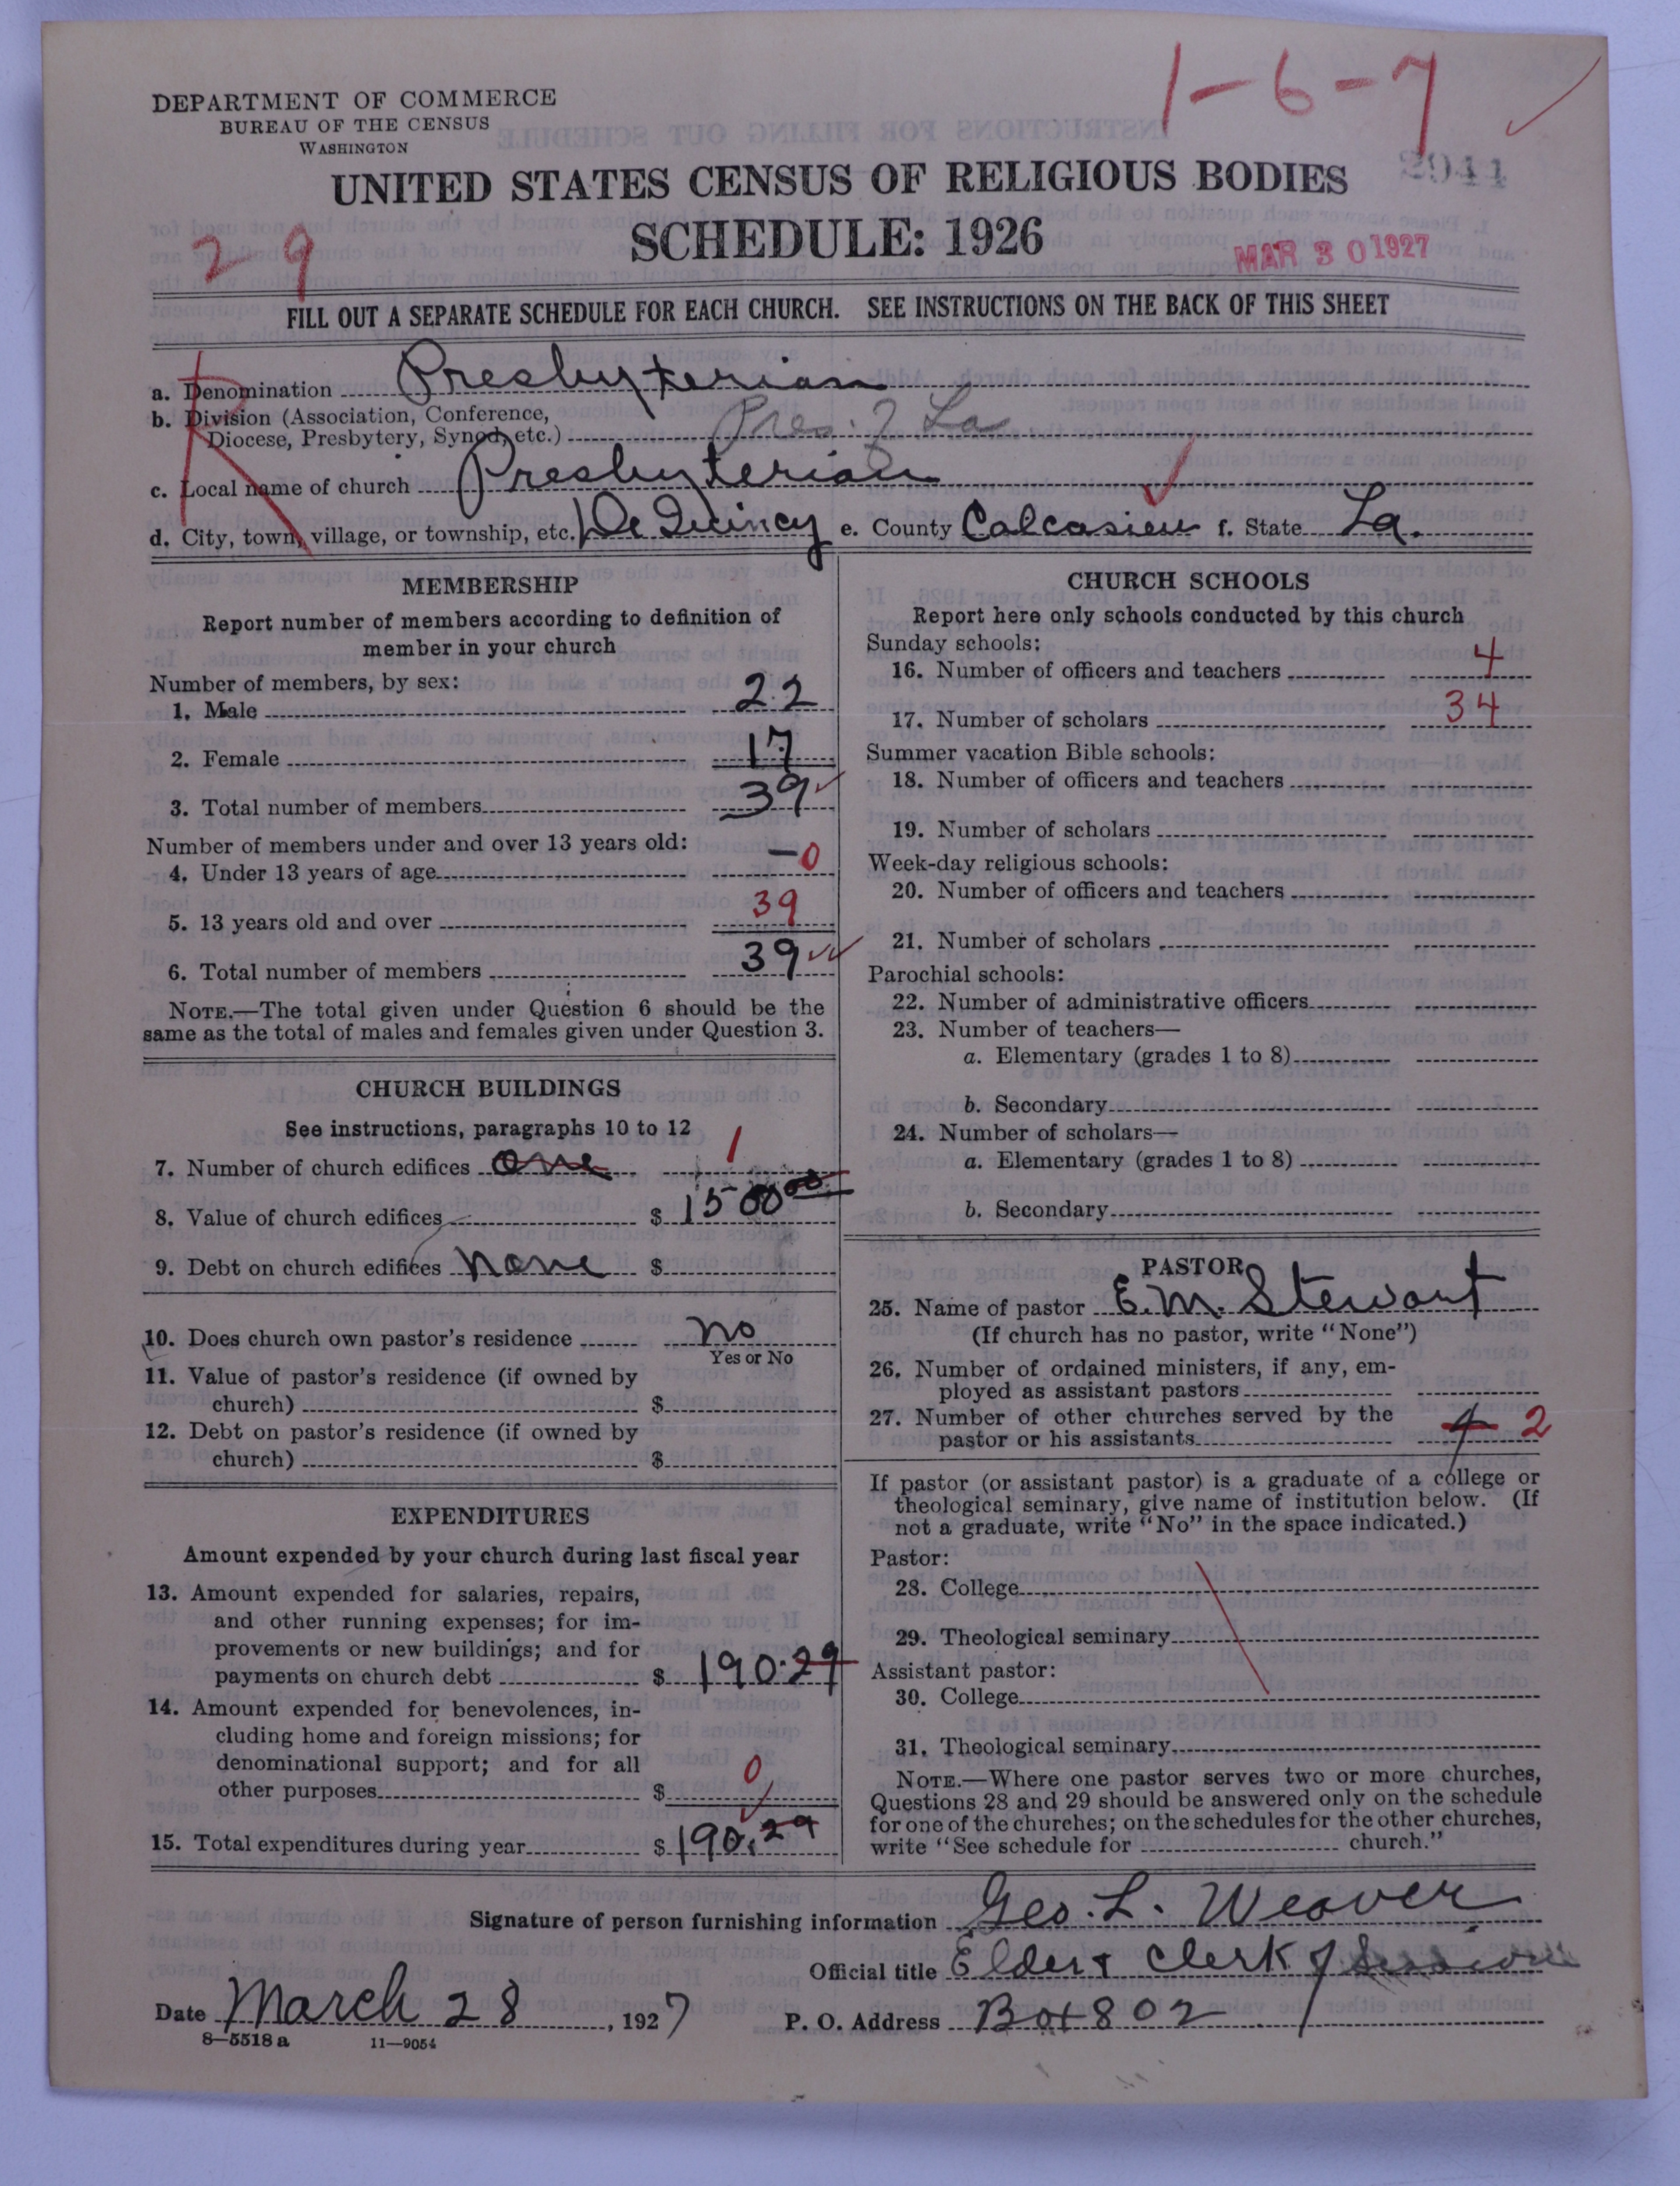 1-6-7
DEPARTMENT OF COMMERCE
BUREAU OF THE CENSUS
WASHINGTON
2941
UNITED STATES CENSUS OF RELIGIOUS BODIES
SCHEDULE: 1926
29
MAR 30 1927
FILL OUT A SEPARATE SCHEDULE FOR EACH CHURCH. SEE INSTRUCTIONS ON THE BACK OF THIS SHEET
a. Denomination Presbyterian
b. Division (Association, Conference,
Diocese, Presbytery, Synod, etc.) Pres. of La
c. Local name of church Presbyterian
d. City, town, village, or township, etc. De Quincy e. County Calcasieu f. State La.
MEMBERSHIP
Report number of members according to definition of
member in your church
Number of members, by sex:
1. Male 22
2. Female 17
3. Total number of members 39
Number of members under and over 13 years old:
4. Under 13 years of age – 0
5. 13 years old and over 39
6. Total number of members 39
NOTE.—The total given under Question 6 should be the
same as the total of males and females given under Question 3.
CHURCH BUILDINGS
See instructions, paragraphs 10 to 12
7. Number of church edifices one 1
8. Value of church edifices $ 1500 00
9. Debt on church edifices none $
10. Does church own pastor's residence no
Yes or No
11. Value of pastor's residence (if owned by
church) $
12. Debt on pastor's residence (if owned by
church) $
EXPENDITURES
Amount expended by your church during last fiscal year
13. Amount expended for salaries, repairs,
and other running expenses; for im-
provements or new buildings; and for
payments on church debt $ 190.29
14. Amount expended for benevolences, in-
cluding home and foreign missions; for
denominational support; and for all
other purposes $ 0
15. Total expenditures during year $ 190.29
CHURCH SCHOOLS
Report here only schools conducted by this church
Sunday schools:
16. Number of officers and teachers 4
17. Number of scholars 34
Summer vacation Bible schools:
18. Number of officers and teachers
19. Number of scholars
Week-day religious schools:
20. Number of officers and teachers
21. Number of scholars
Parochial schools:
22. Number of administrative officers
23. Number of teachers—
a. Elementary (grades 1 to 8)
b. Secondary
24. Number of scholars—
a. Elementary (grades 1 to 8)
b. Secondary
PASTOR
25. Name of pastor E. M. Stewart
(If church has no pastor, write "None")
26. Number of ordained ministers, if any, em-
ployed as assistant pastors
27. Number of other churches served by the
pastor or his assistants 4 2
If pastor (or assistant pastor) is a graduate of a college or
theological seminary, give name of institution below. (If
not a graduate, write "No" in the space indicated.)
Pastor:
28. College
29. Theological seminary
Assistant pastor:
30. College
31. Theological seminary
NOTE.—Where one pastor serves two or more churches,
Questions 28 and 29 should be answered only on the schedule
for one of the churches; on the schedules for the other churches,
write "See schedule for church."
Signature of person furnishing information Geo. L. Weaver
Official title Elder & Clerk of Session
Date March 28, 1927 P. O. Address Box 802
8—5518 a 11—9054